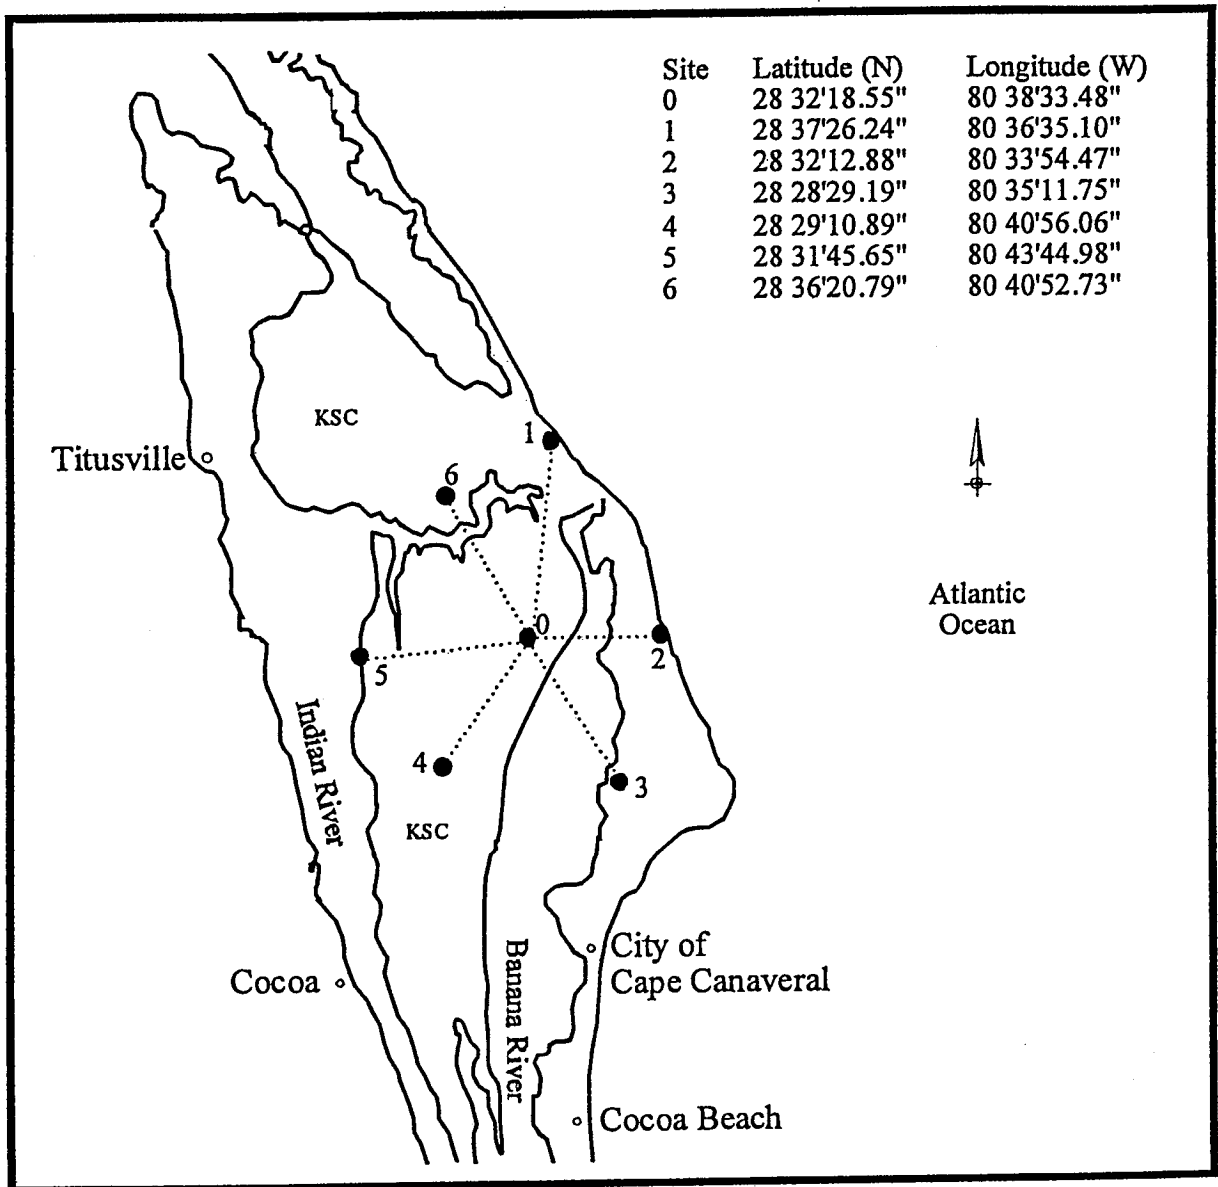 Site Latitude (N) Longitude (W)
0 28 32'18.55" 80 38'33.48"
1 28 37'26.24" 80 36'35.10"
2 28 32'12.88" 80 33'54.47"
3 28 28'29.19" 80 35'11.75"
4 28 29'10.89" 80 40'56.06"
5 28 31'45.65" 80 43'44.98"
6 28 36'20.79" 80 40'52.73"
KSC
1
Titusville
6
Atlantic
Ocean
0
2
5
Indian River
4
3
KSC
Banana River
City of
Cape Canaveral
Cocoa
Cocoa Beach